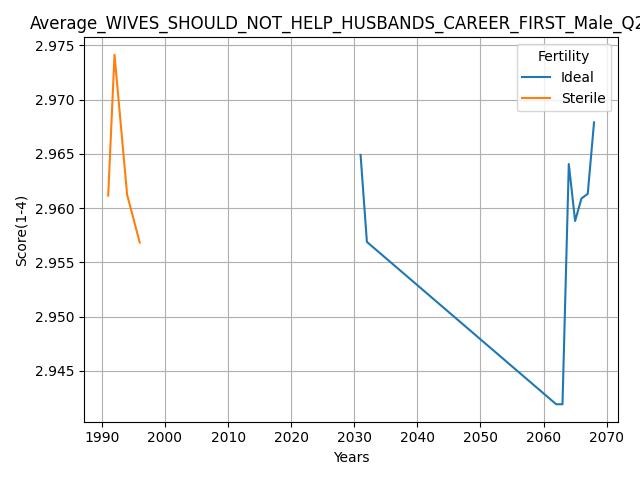 Average_WIVES_SHOULD_NOT_HELP_HUSBANDS_CAREER_FIRST_Male_Q2
2.975
2.970
2.965
2.960
2.955
2.950
2.945
Score(1-4)
Fertility
Ideal
Sterile
1990 2000 2010 2020 2030 2040 2050 2060 2070
Years